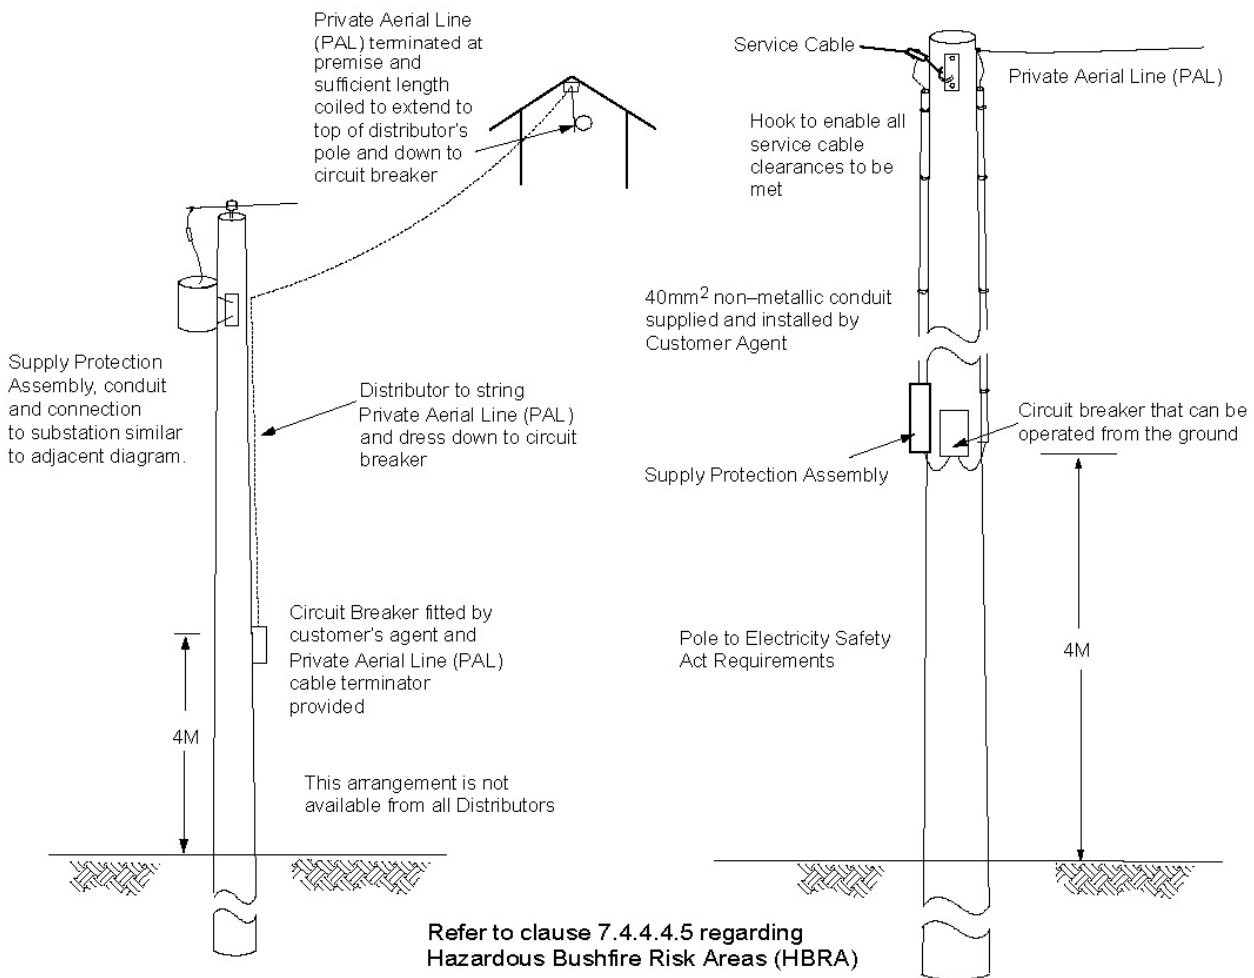 Private Aerial Line
(PAL) terminated at
premise and
sufficient length
coiled to extend to
top of distributor's
pole and down to
circuit breaker
Supply Protection
Assembly, conduit
and connection
to substation similar
to adjacent diagram.
Distributor to string
Private Aerial Line (PAL)
and dress down to circuit
breaker
Circuit Breaker fitted by
customer's agent and
Private Aerial Line (PAL)
cable terminator
provided
4M
This arrangement is not
available from all Distributors
Service Cable
Private Aerial Line (PAL)
Hook to enable all
service cable
clearances to be
met
40mm² non-metallic conduit
supplied and installed by
Customer Agent
Circuit breaker that can be
operated from the ground
Supply Protection Assembly
Pole to Electricity Safety
Act Requirements
4M
Refer to clause 7.4.4.4.5 regarding
Hazardous Bushfire Risk Areas (HBRA)